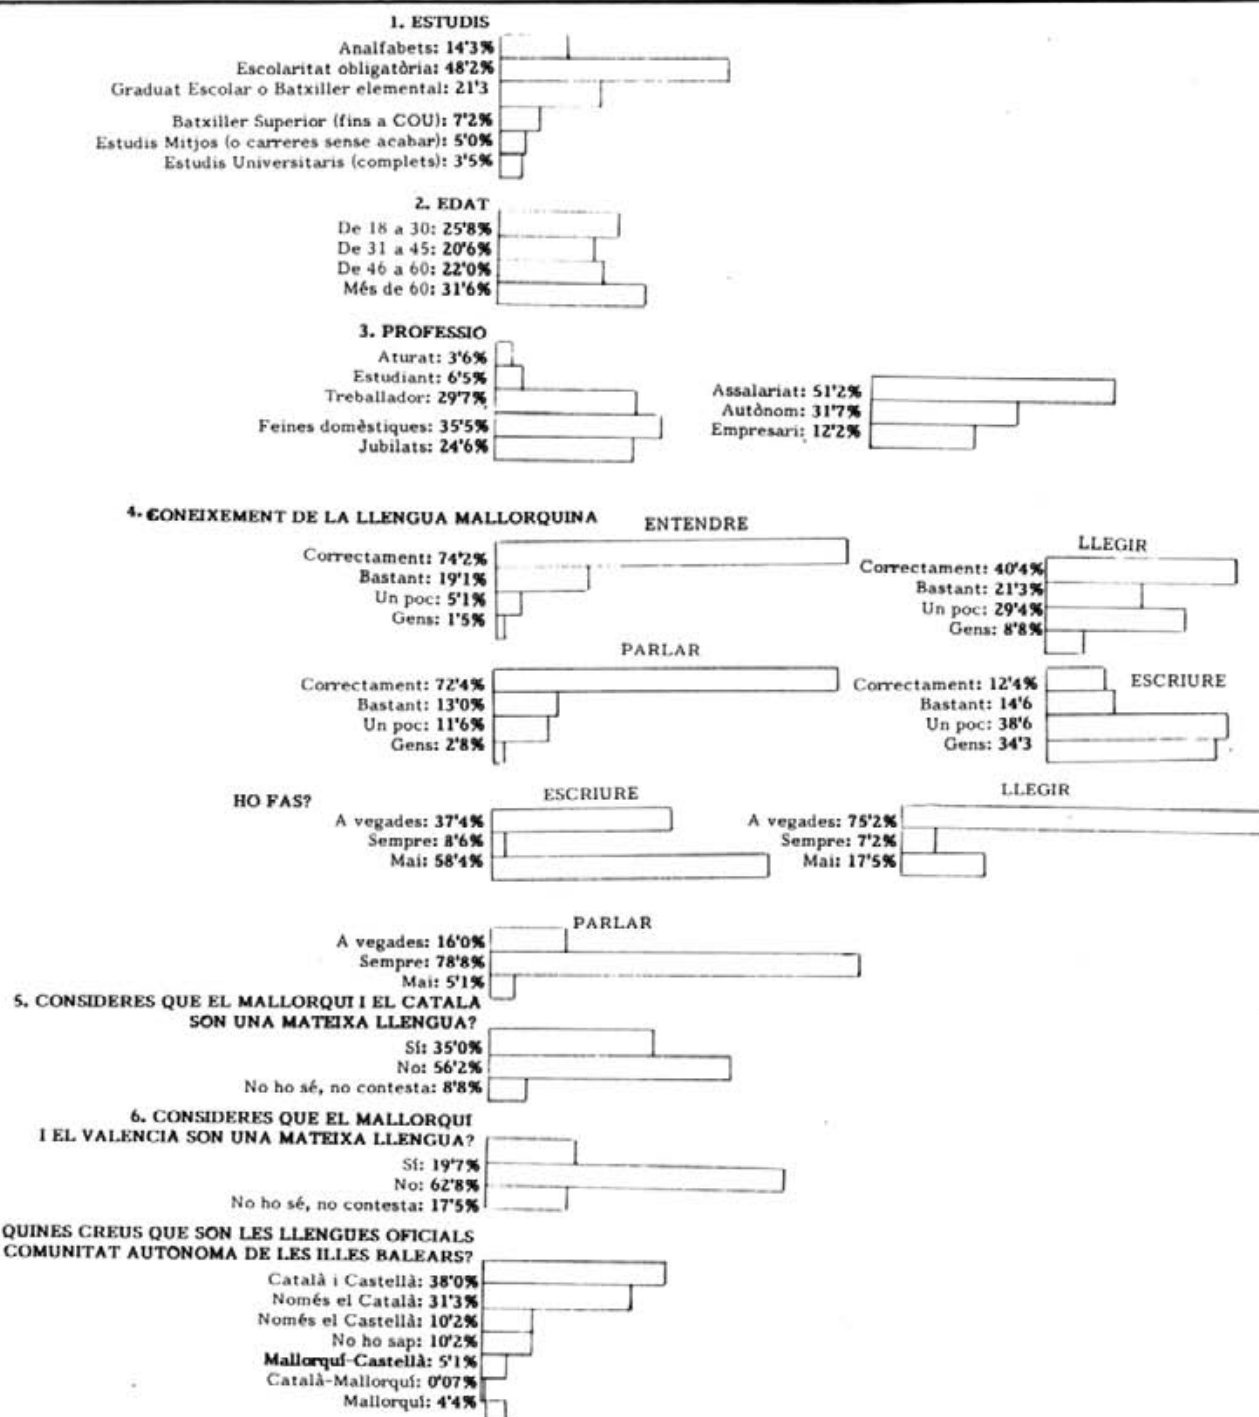 1. ESTUDIS
Analfabets: 14'3%
Escolaritat obligatòria: 48'2%
Graduat Escolar o Batxiller elemental: 21'3
Batxiller Superior (fins a COU): 7'2%
Estudis Mitjos (o carreres sense acabar): 5'0%
Estudis Universitaris (complets): 3'5%
2. EDAT
De 18 a 30: 25'8%
De 31 a 45: 20'6%
De 46 a 60: 22'0%
Més de 60: 31'6%
3. PROFESSIO
Aturat: 3'6%
Estudiant: 6'5%
Treballador: 29'7%
Feines domèstiques: 35'5%
Jubilats: 24'6%
Assalariat: 51'2%
Autònom: 31'7%
Empresari: 12'2%
4. CONEIXEMENT DE LA LLENGUA MALLORQUINA
ENTENDRE
Correctament: 74'2%
Bastant: 19'1%
Un poc: 5'1%
Gens: 1'5%
LLEGIR
Correctament: 40'4%
Bastant: 21'3%
Un poc: 29'4%
Gens: 8'8%
PARLAR
Correctament: 72'4%
Bastant: 13'0%
Un poc: 11'6%
Gens: 2'8%
ESCRIURE
Correctament: 12'4%
Bastant: 14'6
Un poc: 38'6
Gens: 34'3
HO FAS?
ESCRIURE
A vegades: 37'4%
Sempre: 8'6%
Mai: 58'4%
LLEGIR
A vegades: 75'2%
Sempre: 7'2%
Mai: 17'5%
PARLAR
A vegades: 16'0%
Sempre: 78'8%
Mai: 5'1%
5. CONSIDERES QUE EL MALLORQUI I EL CATALA
SON UNA MATEIXA LLENGUA?
Sí: 35'0%
No: 56'2%
No ho sé, no contesta: 8'8%
6. CONSIDERES QUE EL MALLORQUI
I EL VALENCIA SON UNA MATEIXA LLENGUA?
Sí: 19'7%
No: 62'8%
No ho sé, no contesta: 17'5%
QUINES CREUS QUE SON LES LLENGÜES OFICIALS
COMUNITAT AUTONOMA DE LES ILLES BALEARS?
Català i Castellà: 38'0%
Només el Català: 31'3%
Només el Castellà: 10'2%
No ho sap: 10'2%
Mallorquí-Castellà: 5'1%
Català-Mallorquí: 0'07%
Mallorquí: 4'4%